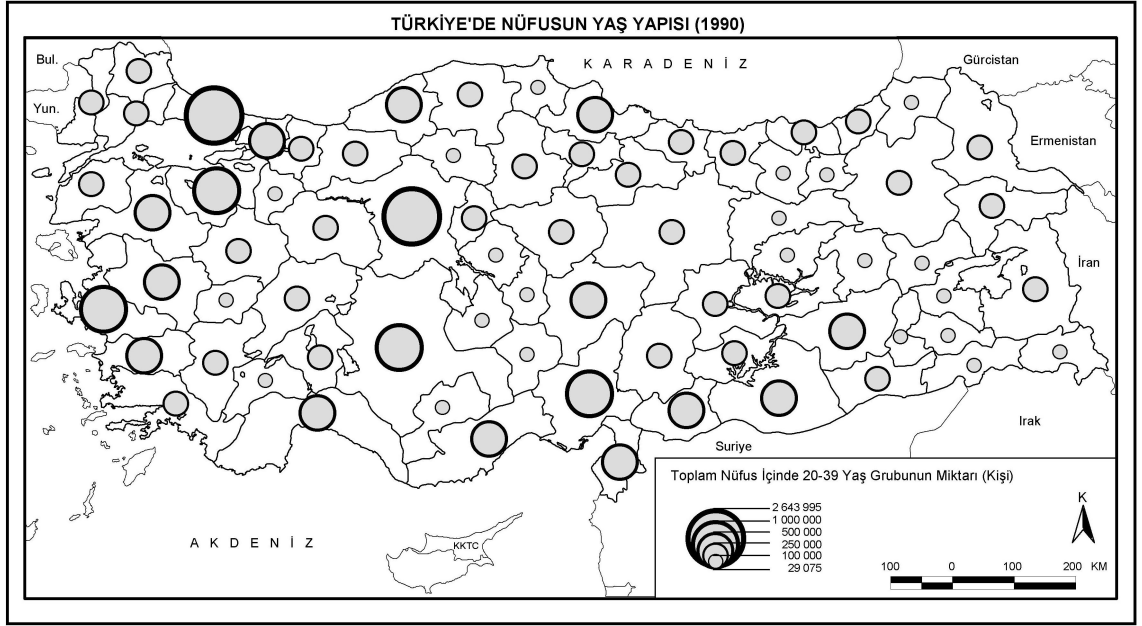 TÜRKİYE'DE NÜFUSUN YAŞ YAPISI (1990)
Bul.
K A R A D E N İ Z
Gürcistan
Yun.
Ermenistan
İran
Irak
Suriye
Toplam Nüfus İçinde 20-39 Yaş Grubunun Miktarı (Kişi)
2 643 995
1 000 000
500 000
250 000
100 000
29 075
K
A K D E N İ Z
KKTC
100 0 100 200 KM